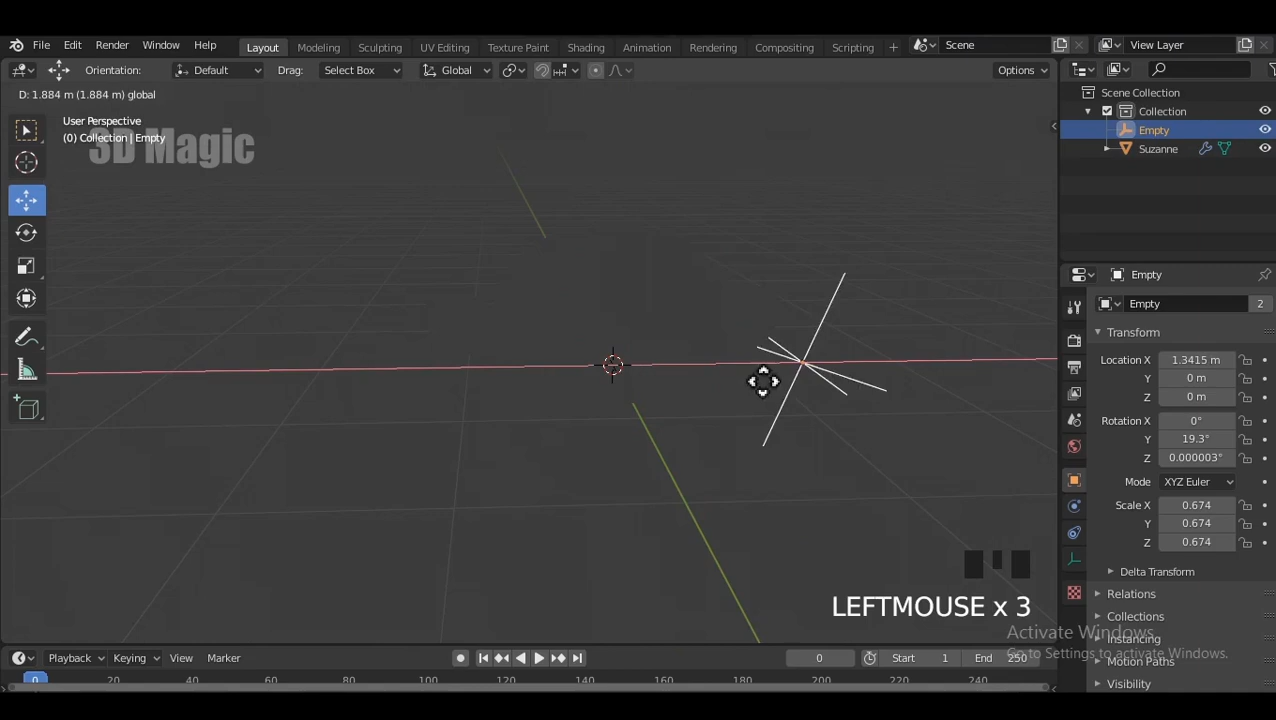 File Edit Render Window Help Layout Modeling Sculpting UV Editing Texture Paint Shading Animation Rendering Compositing Scripting + Scene View Layer
Orientation: Default Drag: Select Box Global Options
D: 1.884 m (1.884 m) global
User Perspective
(0) Collection | Empty
3D Magic
Scene Collection
Collection
Empty
Suzanne
Empty
Empty 2
Transform
Location X 1.3415 m
Y 0 m
Z 0 m
Rotation X 0°
Y 19.3°
Z 0.000003°
Mode XYZ Euler
Scale X 0.674
Y 0.674
Z 0.674
Delta Transform
Relations
Collections
Instancing
Motion Paths
Visibility
LEFTMOUSE x 3
Activate Windows
Go to Settings to activate Windows.
Playback Keying View Marker 0 Start 1 End 250
0 20 40 60 80 100 120 140 160 180 200 220 240